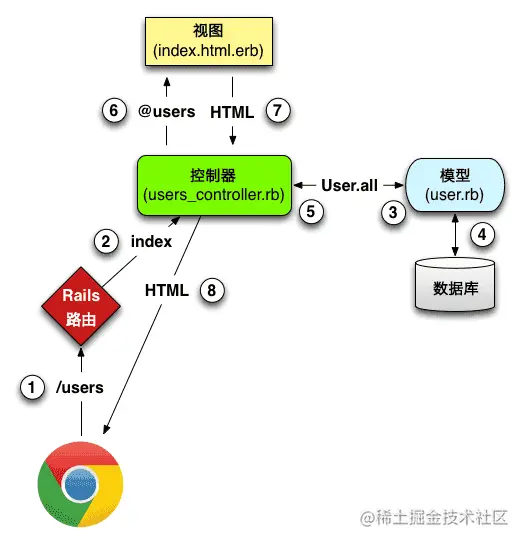 视图
(index.html.erb)
⑥ @users HTML ⑦
控制器
(users_controller.rb)
User.all
模型
(user.rb)
⑤ ③
② index
④
HTML ⑧
Rails
路由
数据库
① /users
@稀土掘金技术社区